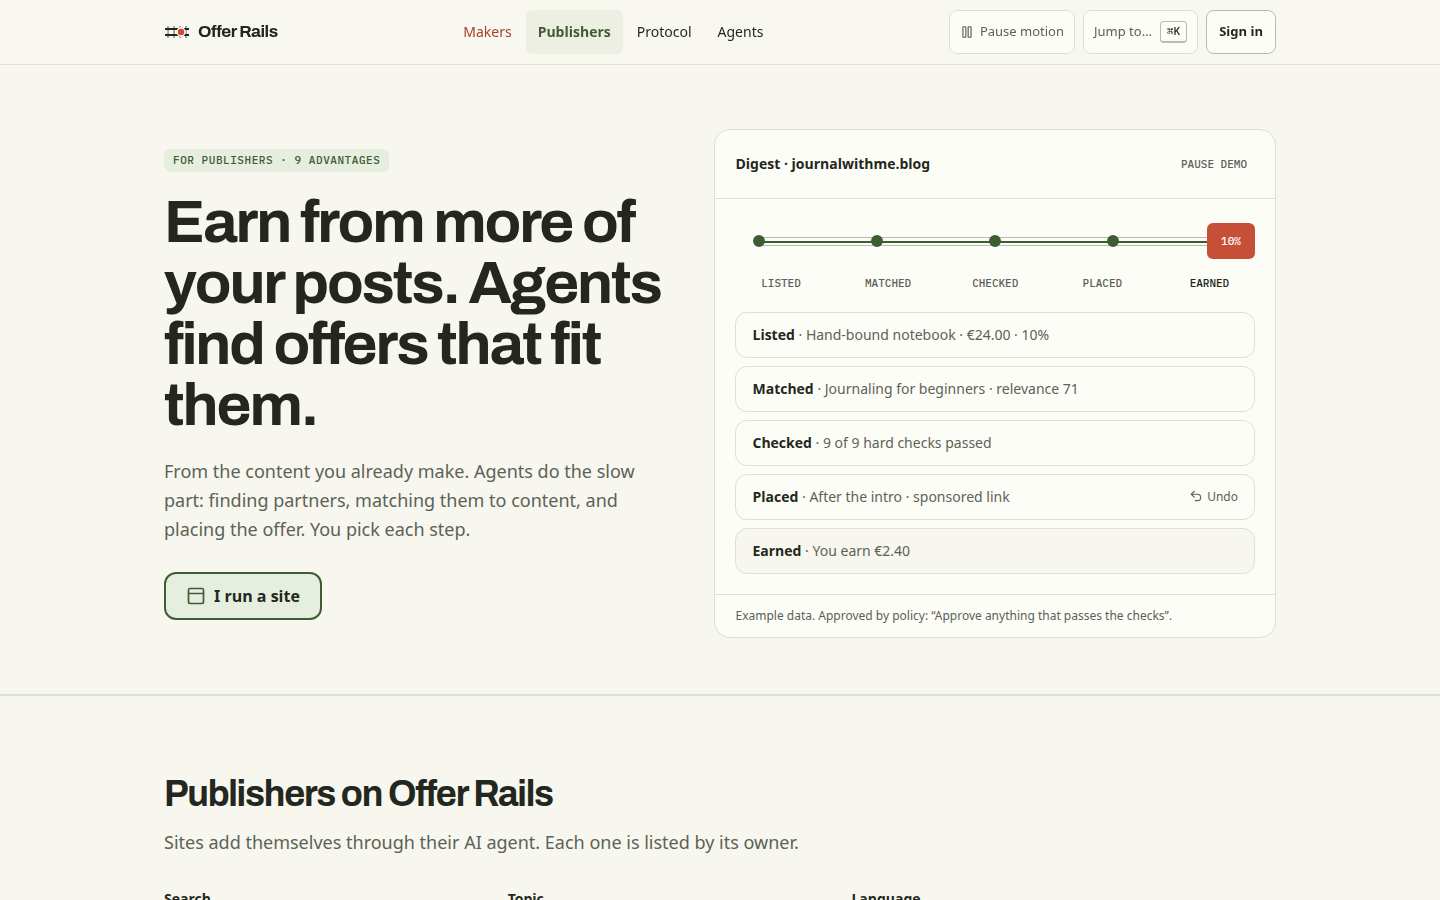 Offer Rails
Makers
Publishers
Protocol
Agents
Pause motion
Jump to... ⌘K
Sign in
FOR PUBLISHERS · 9 ADVANTAGES
Earn from more of
your posts. Agents
find offers that fit
them.
From the content you already make. Agents do the slow
part: finding partners, matching them to content, and
placing the offer. You pick each step.
I run a site
Digest · journalwithme.blog
PAUSE DEMO
10%
LISTED
MATCHED
CHECKED
PLACED
EARNED
Listed · Hand-bound notebook · €24.00 · 10%
Matched · Journaling for beginners · relevance 71
Checked · 9 of 9 hard checks passed
Placed · After the intro · sponsored link
Undo
Earned · You earn €2.40
Example data. Approved by policy: “Approve anything that passes the checks”.
Publishers on Offer Rails
Sites add themselves through their AI agent. Each one is listed by its owner.
Search
Topic
Language